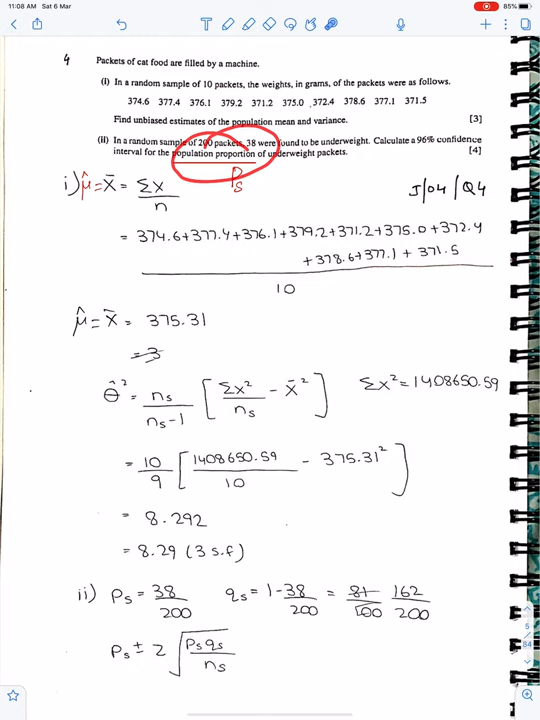 11:08 AM Sat 6 Mar
85%
4 Packets of cat food are filled by a machine.
(i) In a random sample of 10 packets, the weights, in grams, of the packets were as follows.
374.6 377.4 376.1 379.2 371.2 375.0 372.4 378.6 377.1 371.5
Find unbiased estimates of the population mean and variance. [3]
(ii) In a random sample of 200 packets, 38 were found to be underweight. Calculate a 96% confidence
interval for the population proportion of underweight packets. [4]
Ps
i) μ̂ = x̄ = Σx / n
J/04/Q4
= 374.6+377.4+376.1+379.2+371.2+375.0+372.4
+378.6+377.1+371.5
10
μ̂ = x̄ = 375.31
=3
σ̂² = ns / ns-1 [ Σx² / ns - x̄² ] Σx² = 1408650.59
= 10/9 [ 1408650.59 / 10 - 375.31² ]
= 8.292
= 8.29 (3 s.f)
ii) Ps = 38/200 qs = 1 - 38/200 = 81/100 162/200
Ps ± z √(Ps qs / ns)
5
84